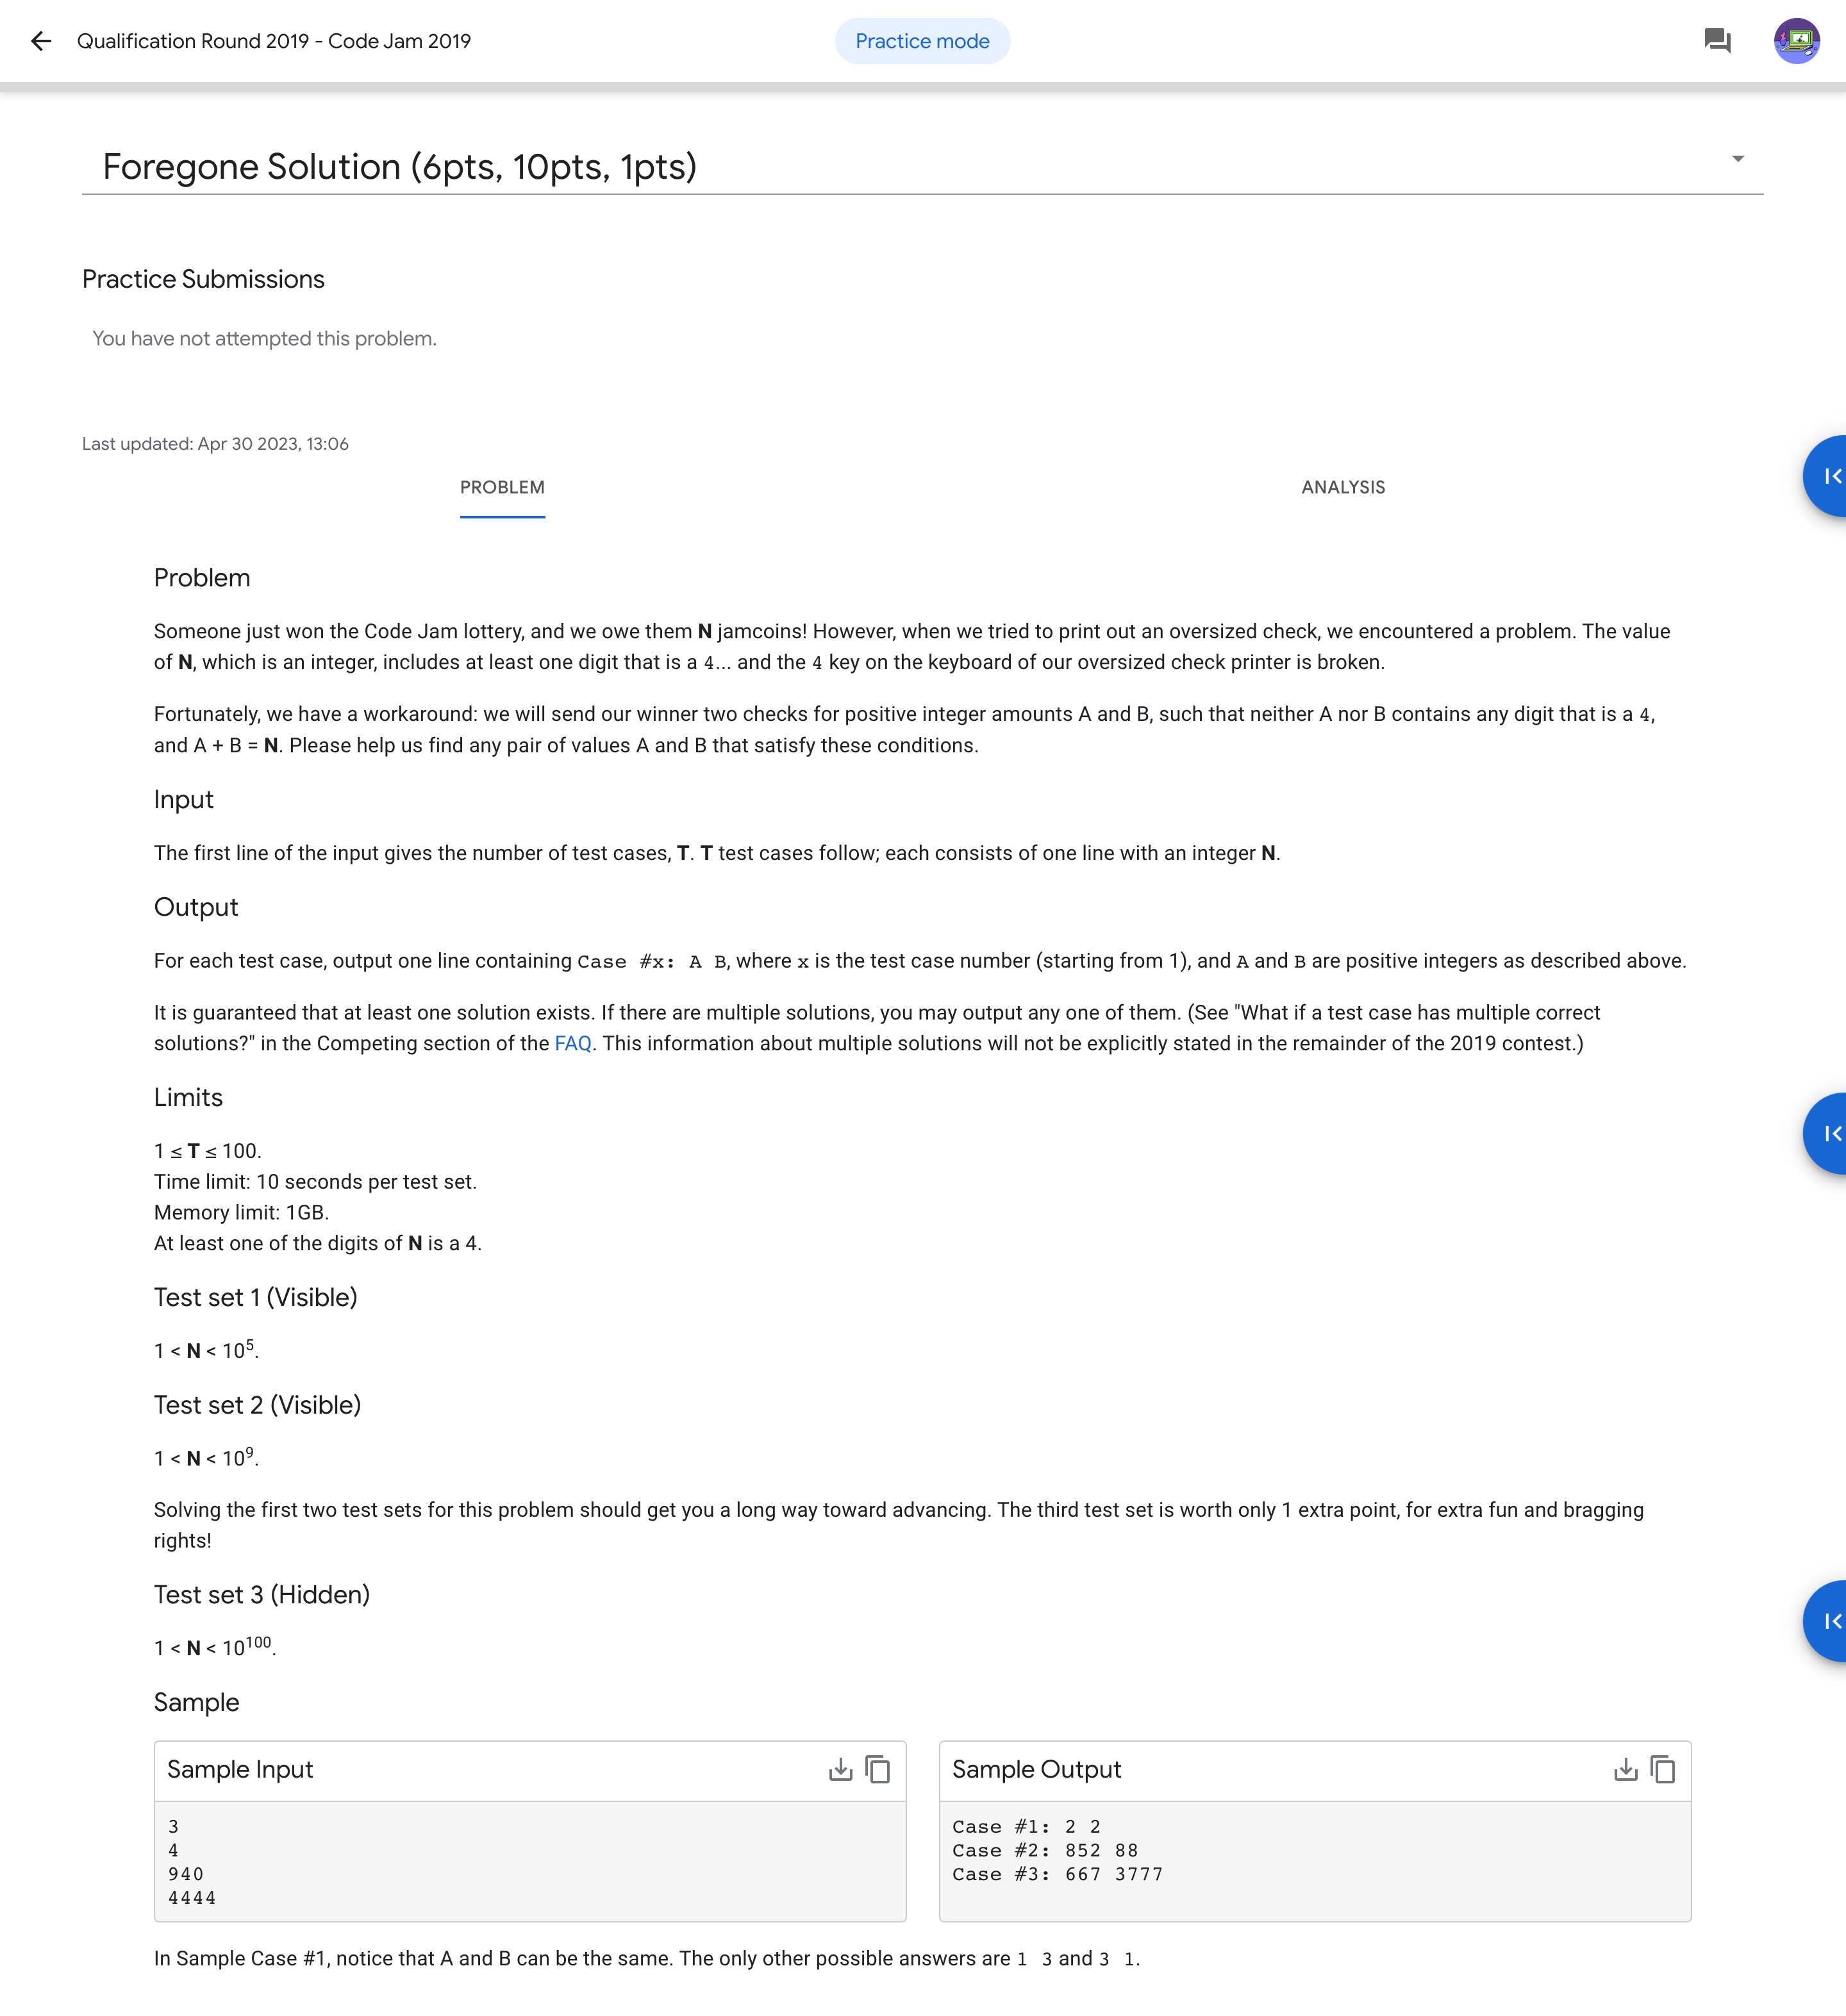 Qualification Round 2019 - Code Jam 2019
Practice mode
Foregone Solution (6pts, 10pts, 1pts)
Practice Submissions
You have not attempted this problem.
Last updated: Apr 30 2023, 13:06
PROBLEM
ANALYSIS
Problem
Someone just won the Code Jam lottery, and we owe them N jamcoins! However, when we tried to print out an oversized check, we encountered a problem. The value
of N, which is an integer, includes at least one digit that is a 4... and the 4 key on the keyboard of our oversized check printer is broken.
Fortunately, we have a workaround: we will send our winner two checks for positive integer amounts A and B, such that neither A nor B contains any digit that is a 4,
and A + B = N. Please help us find any pair of values A and B that satisfy these conditions.
Input
The first line of the input gives the number of test cases, T. T test cases follow; each consists of one line with an integer N.
Output
For each test case, output one line containing Case #x: A B, where x is the test case number (starting from 1), and A and B are positive integers as described above.
It is guaranteed that at least one solution exists. If there are multiple solutions, you may output any one of them. (See "What if a test case has multiple correct
solutions?" in the Competing section of the FAQ. This information about multiple solutions will not be explicitly stated in the remainder of the 2019 contest.)
Limits
1 ≤ T ≤ 100.
Time limit: 10 seconds per test set.
Memory limit: 1GB.
At least one of the digits of N is a 4.
Test set 1 (Visible)
1 < N < 10^5.
Test set 2 (Visible)
1 < N < 10^9.
Solving the first two test sets for this problem should get you a long way toward advancing. The third test set is worth only 1 extra point, for extra fun and bragging
rights!
Test set 3 (Hidden)
1 < N < 10^100.
Sample
Sample Input
3
4
940
4444
Sample Output
Case #1: 2 2
Case #2: 852 88
Case #3: 667 3777
In Sample Case #1, notice that A and B can be the same. The only other possible answers are 1 3 and 3 1.